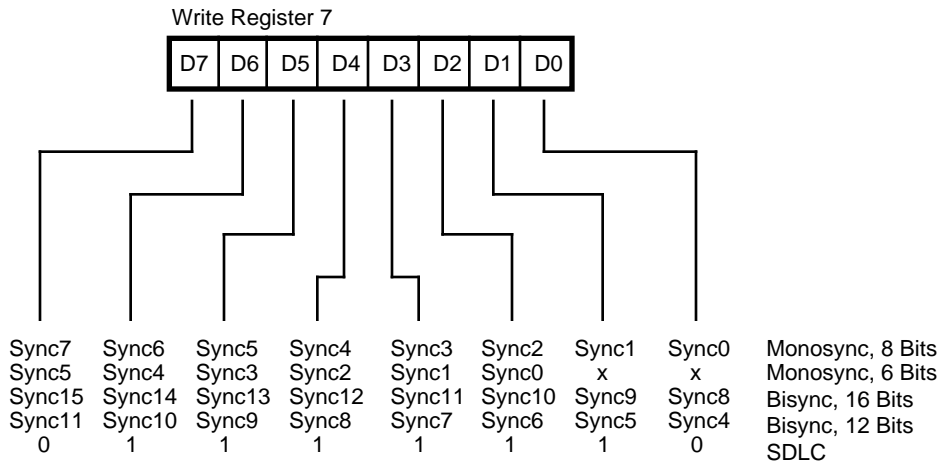 Write Register 7
D7 D6 D5 D4 D3 D2 D1 D0
Sync7 Sync6 Sync5 Sync4 Sync3 Sync2 Sync1 Sync0 Monosync, 8 Bits
Sync5 Sync4 Sync3 Sync2 Sync1 Sync0 x x Monosync, 6 Bits
Sync15 Sync14 Sync13 Sync12 Sync11 Sync10 Sync9 Sync8 Bisync, 16 Bits
Sync11 Sync10 Sync9 Sync8 Sync7 Sync6 Sync5 Sync4 Bisync, 12 Bits
0 1 1 1 1 1 1 0 SDLC